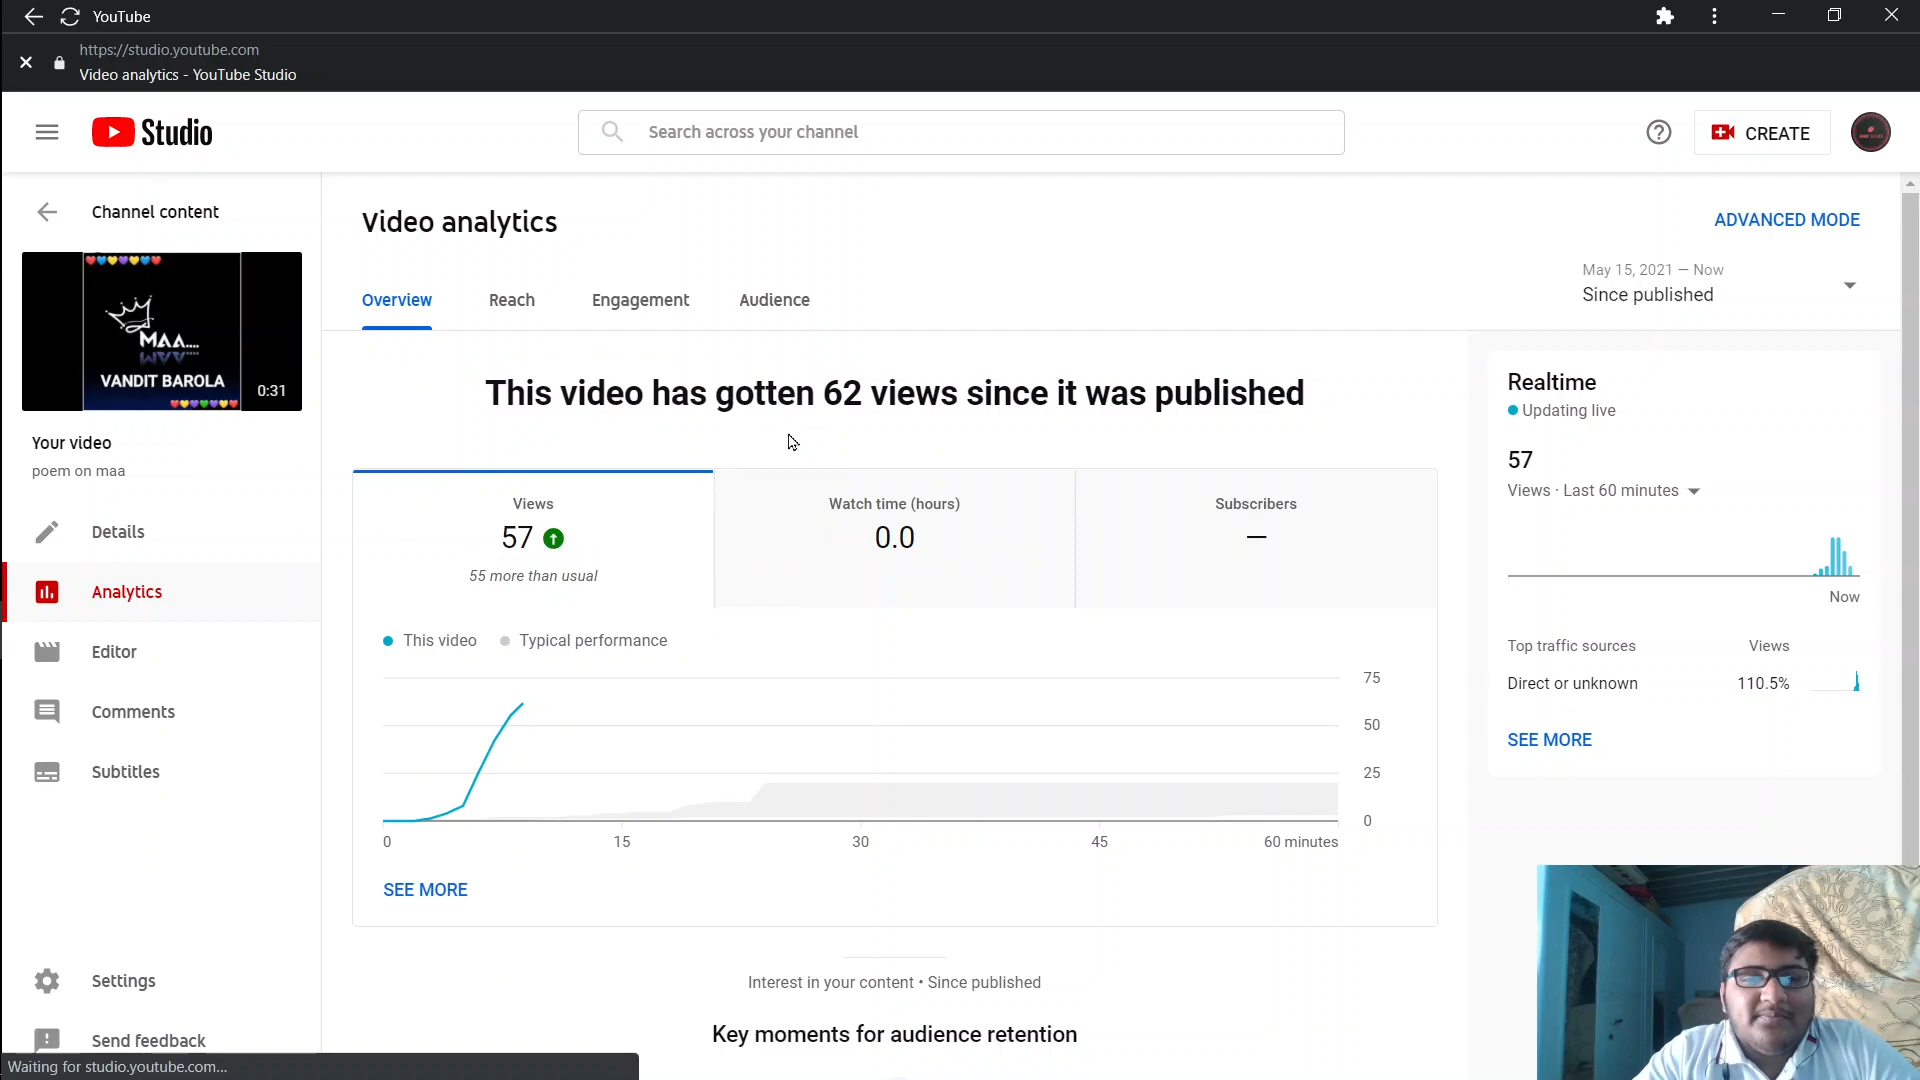 YouTube
https://studio.youtube.com
Video analytics - YouTube Studio
Studio
Search across your channel
CREATE
Channel content
MAA....
VANDIT BAROLA
0:31
Your video
poem on maa
Details
Analytics
Editor
Comments
Subtitles
Settings
Send feedback
Waiting for studio.youtube.com...
Video analytics
ADVANCED MODE
Overview Reach Engagement Audience
May 15, 2021 – Now
Since published
This video has gotten 62 views since it was published
Views
57
55 more than usual
Watch time (hours)
0.0
Subscribers
—
This video Typical performance
75
50
25
0
0 15 30 45 60 minutes
SEE MORE
Interest in your content • Since published
Key moments for audience retention
Realtime
Updating live
57
Views · Last 60 minutes
Now
Top traffic sources Views
Direct or unknown 110.5%
SEE MORE